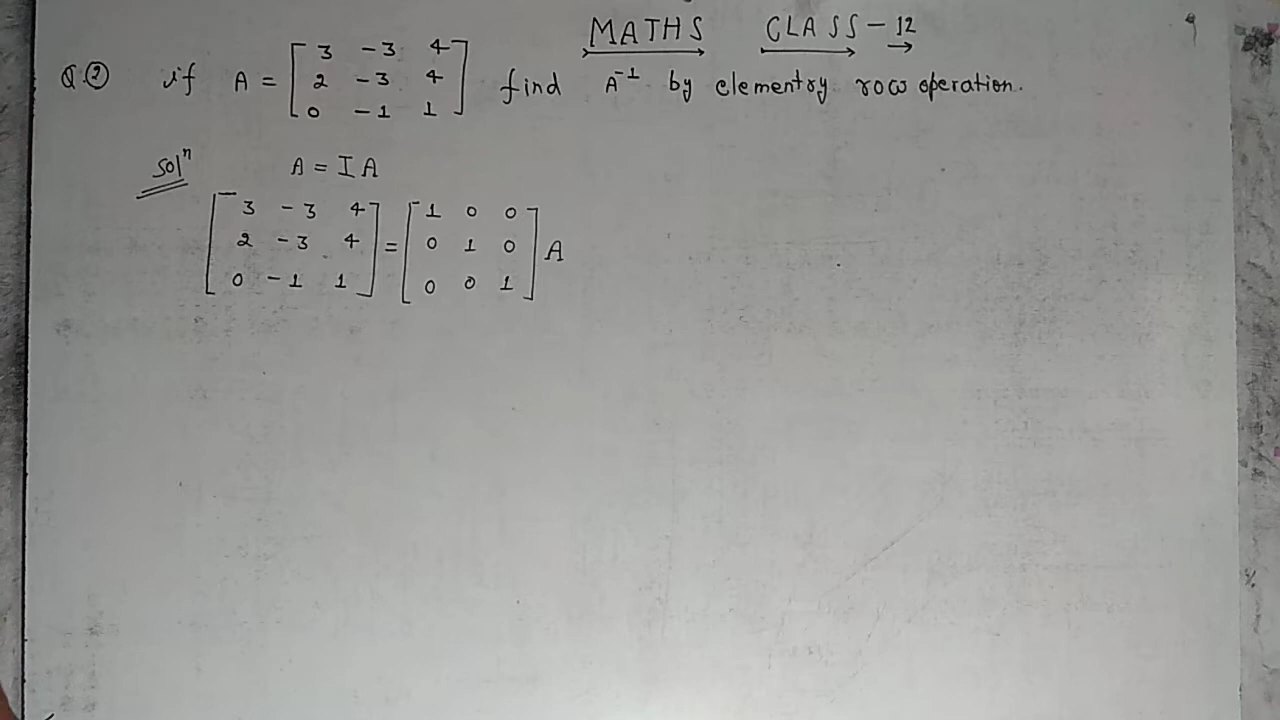 MATHS CLASS - 12
Q② if A = [3 -3 4; 2 -3 4; 0 -1 1] find A⁻¹ by elementry row operation.
Solⁿ A = I A
[3 -3 4; 2 -3 4; 0 -1 1] = [1 0 0; 0 1 0; 0 0 1] A